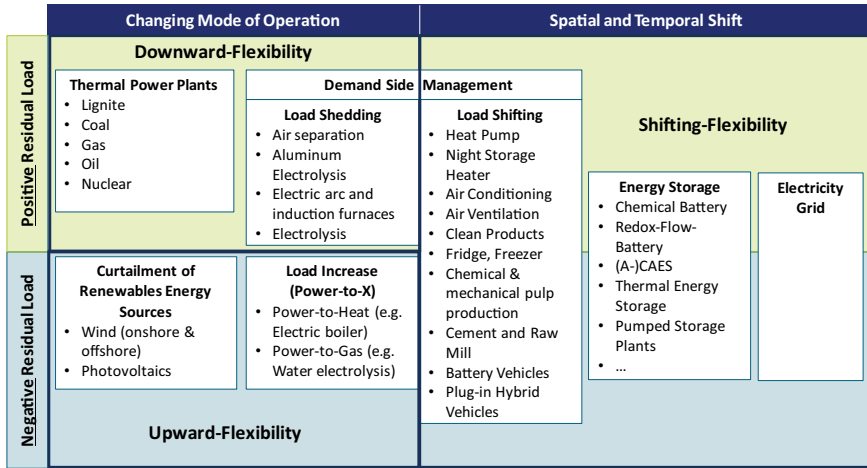 Changing Mode of Operation
Spatial and Temporal Shift
Positive Residual Load
Downward-Flexibility
Thermal Power Plants
• Lignite
• Coal
• Gas
• Oil
• Nuclear
Demand Side Management
Load Shedding
• Air separation
• Aluminum
Electrolysis
• Electric arc and
induction furnaces
• Electrolysis
Load Shifting
• Heat Pump
• Night Storage
Heater
• Air Conditioning
• Air Ventilation
• Clean Products
• Fridge, Freezer
• Chemical &
mechanical pulp
production
• Cement and Raw
Mill
• Battery Vehicles
• Plug-in Hybrid
Vehicles
Shifting-Flexibility
Energy Storage
• Chemical Battery
• Redox-Flow-
Battery
• (A-)CAES
• Thermal Energy
Storage
• Pumped Storage
Plants
• ...
Electricity
Grid
Negative Residual Load
Curtailment of
Renewables Energy
Sources
• Wind (onshore &
offshore)
• Photovoltaics
Load Increase
(Power-to-X)
• Power-to-Heat (e.g.
Electric boiler)
• Power-to-Gas (e.g.
Water electrolysis)
Upward-Flexibility